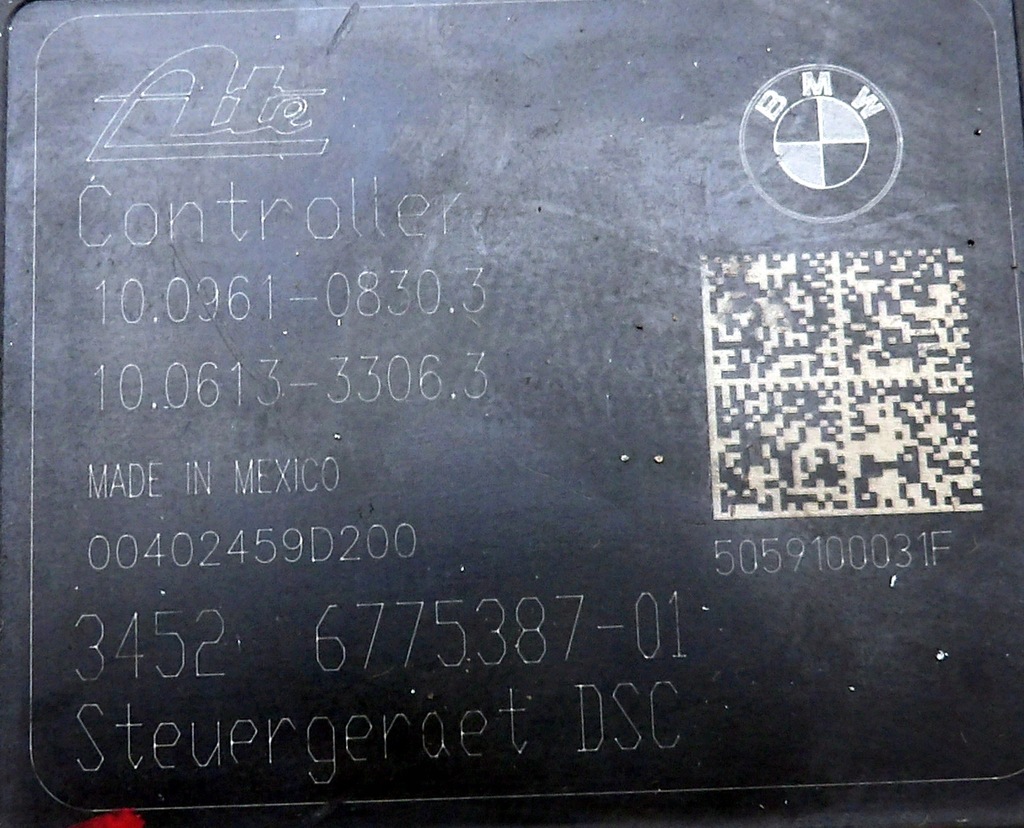 Ate
BMW
Controller
10.0961-0830.3
10.0613-3306.3
MADE IN MEXICO
00402459D200
5059100031F
3452 6775387-01
Steuergeraet DSC